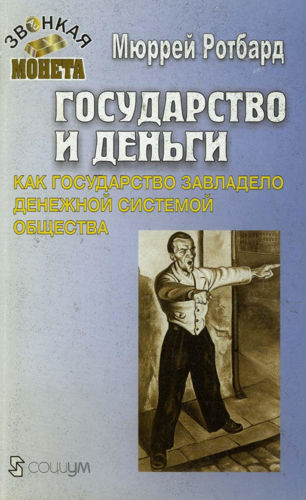 ЗВОНКАЯ
МОНЕТА
Мюррей Ротбард
ГОСУДАРСТВО
И ДЕНЬГИ
КАК ГОСУДАРСТВО ЗАВЛАДЕЛО
ДЕНЕЖНОЙ СИСТЕМОЙ
ОБЩЕСТВА
социум